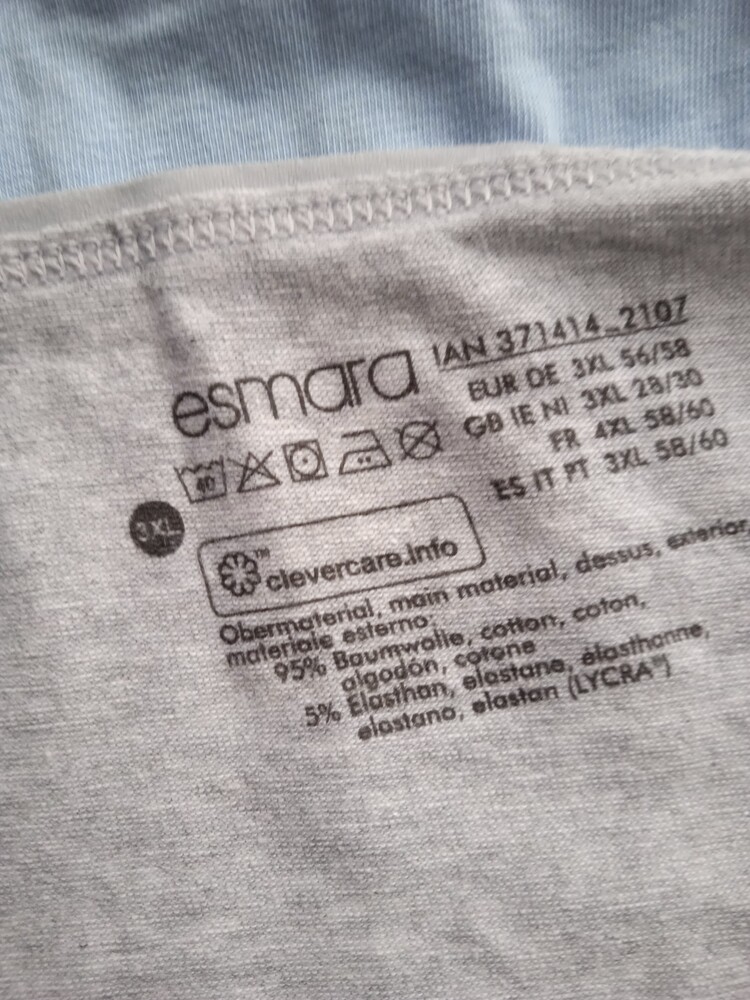 esmara
IAN 371414_2107
EUR DE 3XL 56/58
GB IE NI 3XL 28/30
FR 4XL 58/60
ES IT PT 3XL 58/60
40
3XL
clevercare.info™
Obermaterial, main material, dessus, exterior,
materiale esterno:
95% Baumwolle, cotton, coton,
algodón, cotone
5% Elasthan, elastane, élasthanne,
elastano, elastan (LYCRA®)